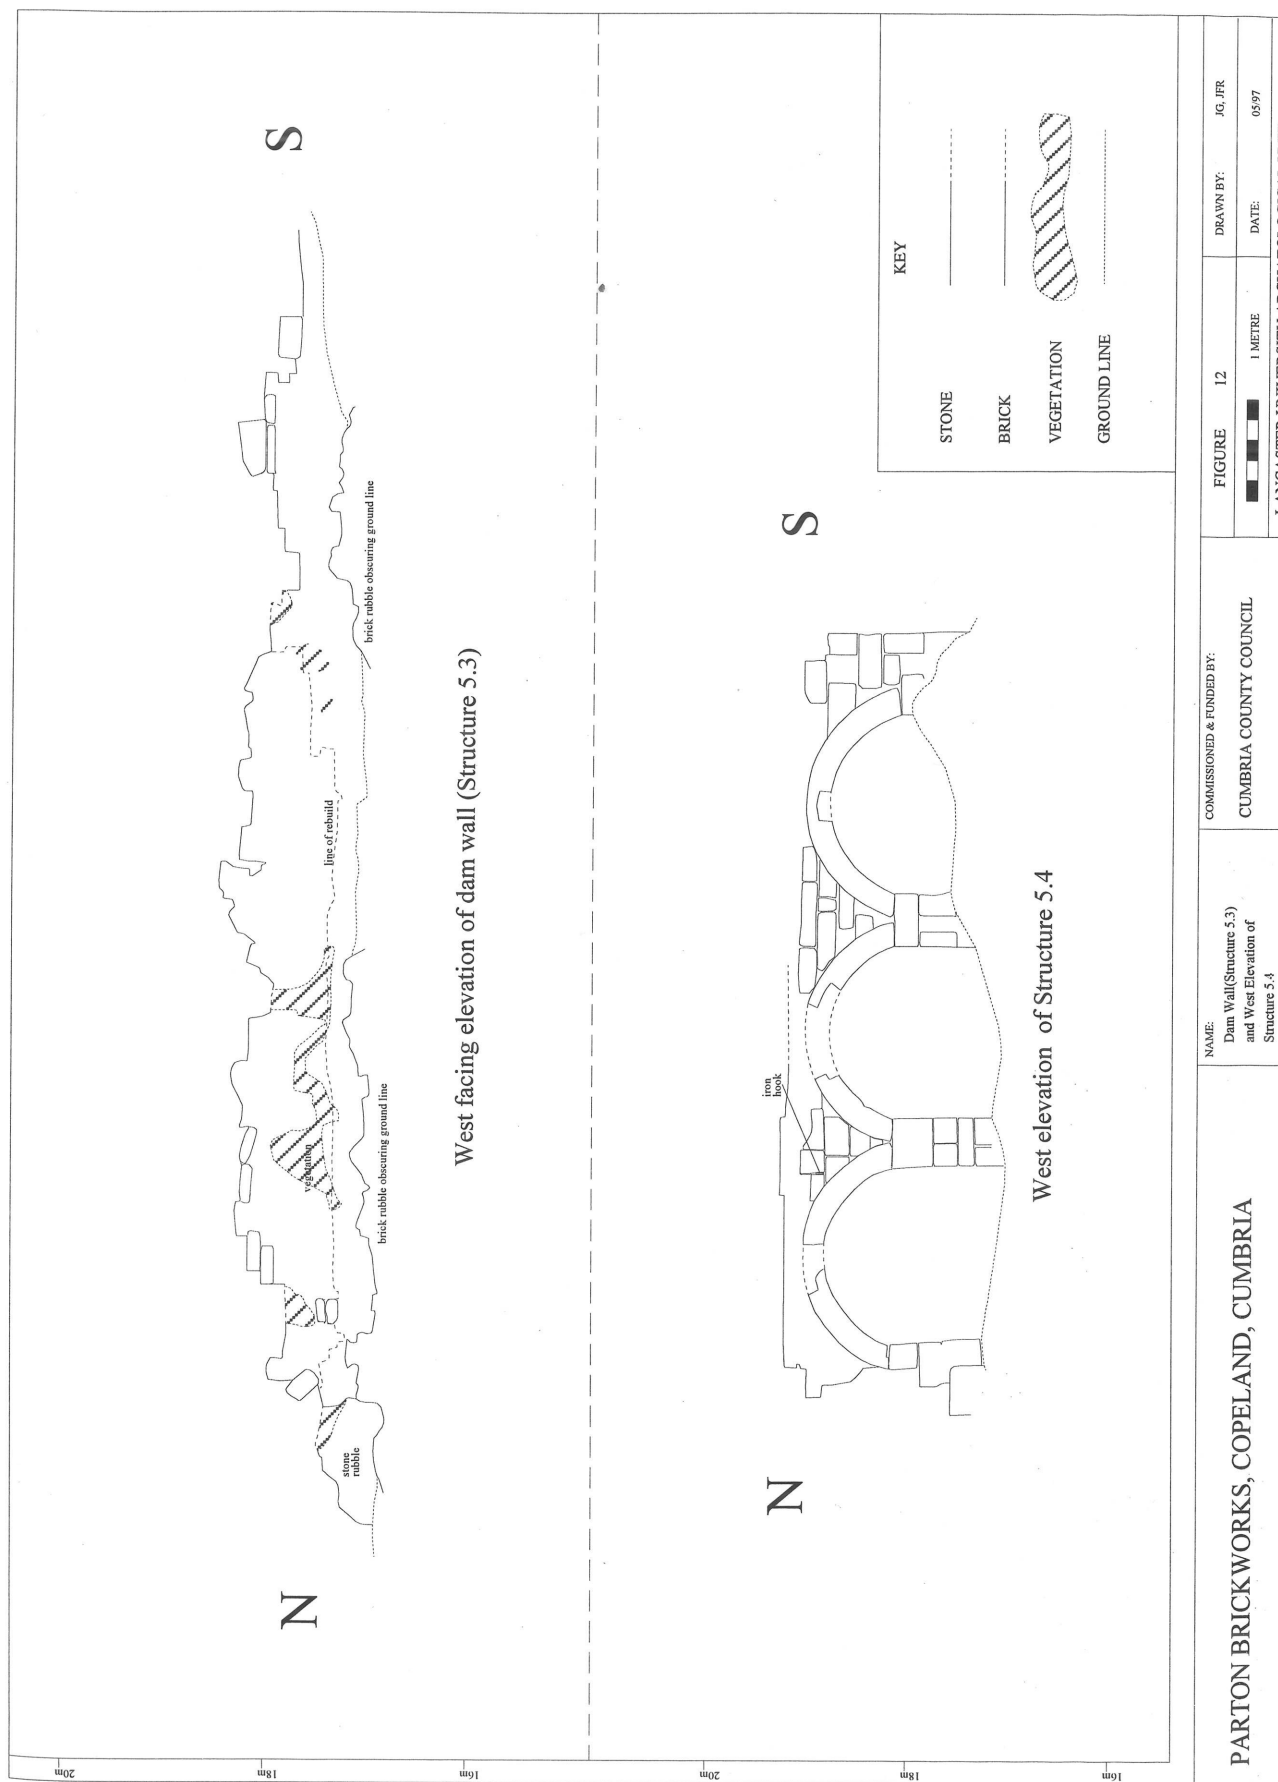 N
S
stone
rubble
vegetation
line of rebuild
brick rubble obscuring ground line
brick rubble obscuring ground line
West facing elevation of dam wall (Structure 5.3)
20m
18m
16m
N
S
iron
hook
West elevation of Structure 5.4
20m
18m
16m
KEY
STONE
BRICK
VEGETATION
GROUND LINE
PARTON BRICKWORKS, COPELAND, CUMBRIA
NAME:
Dam Wall(Structure 5.3)
and West Elevation of
Structure 5.4
COMMISSIONED & FUNDED BY:
CUMBRIA COUNTY COUNCIL
FIGURE 12
1 METRE
DRAWN BY: JG, JFR
DATE: 05/97